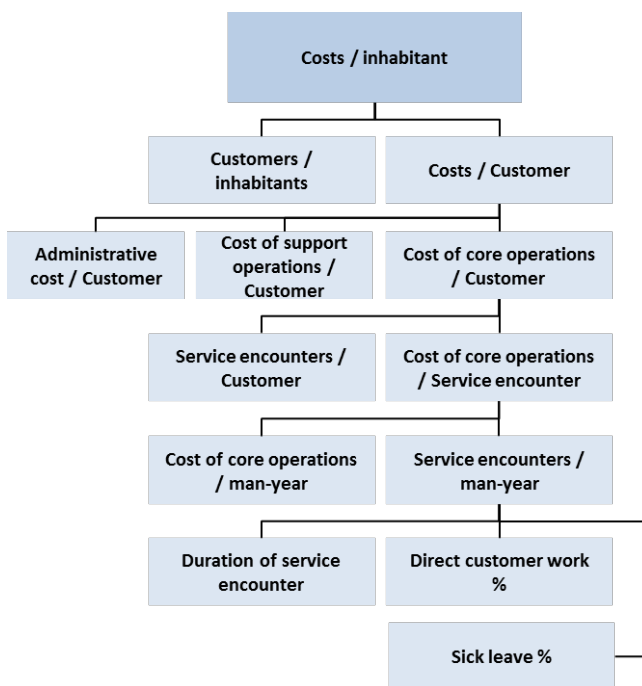 Costs / inhabitant
Customers /
inhabitants
Costs / Customer
Administrative
cost / Customer
Cost of support
operations /
Customer
Cost of core operations
/ Customer
Service encounters /
Customer
Cost of core operations
/ Service encounter
Cost of core operations
/ man-year
Service encounters /
man-year
Duration of service
encounter
Direct customer work
%
Sick leave %